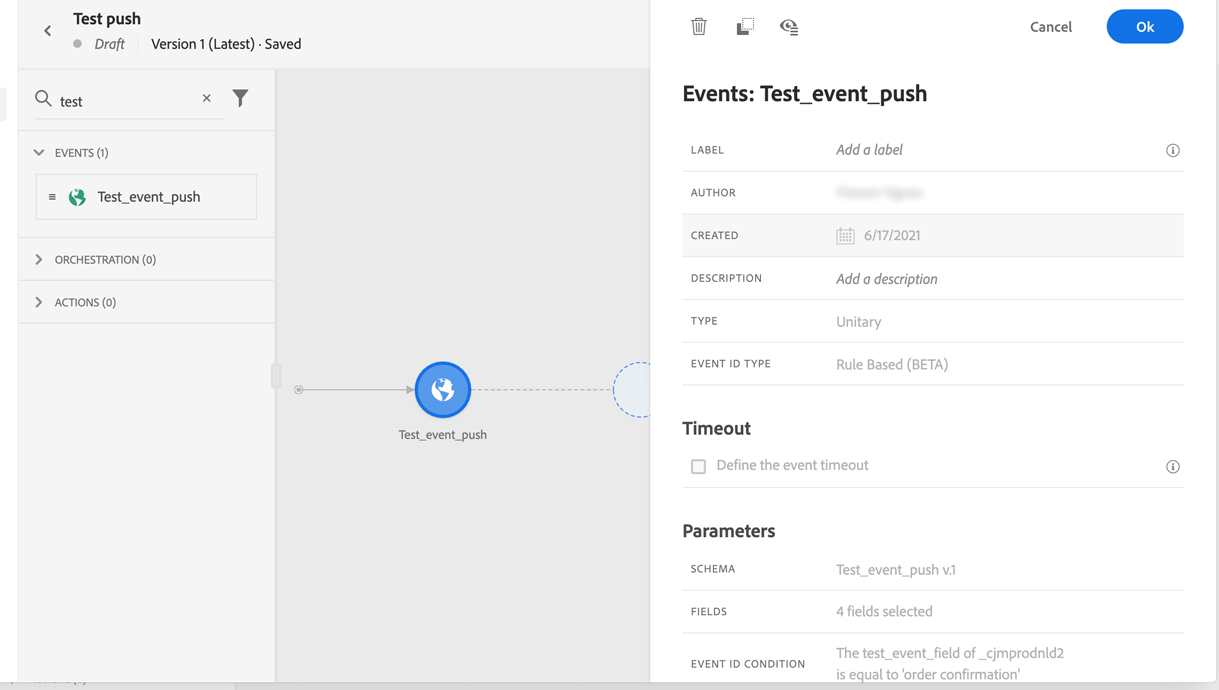 Test push
Draft Version 1 (Latest) · Saved
test
EVENTS (1)
Test_event_push
ORCHESTRATION (0)
ACTIONS (0)
Test_event_push
Cancel Ok
Events: Test_event_push
LABEL Add a label
AUTHOR
CREATED 6/17/2021
DESCRIPTION Add a description
TYPE Unitary
EVENT ID TYPE Rule Based (BETA)
Timeout
Define the event timeout
Parameters
SCHEMA Test_event_push v.1
FIELDS 4 fields selected
EVENT ID CONDITION The test_event_field of _cjmprodnld2
is equal to 'order confirmation'